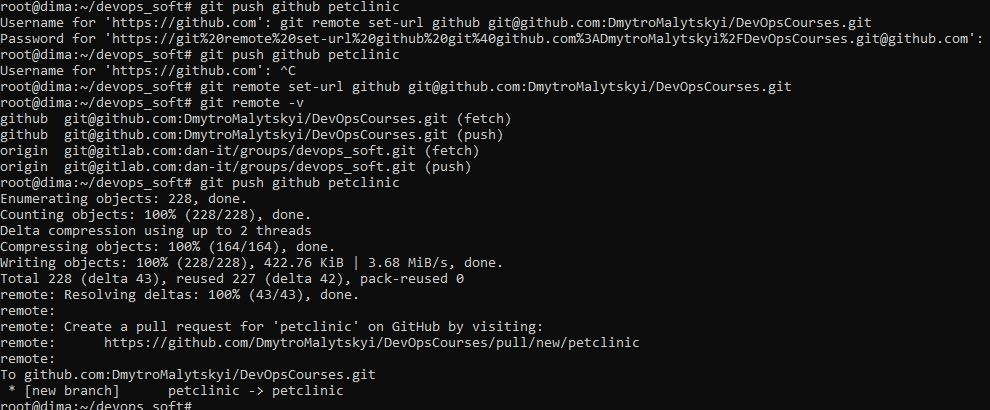 root@dima:~/devops_soft# git push github petclinic
Username for 'https://github.com': git remote set-url github git@github.com:DmytroMalytskyi/DevOpsCourses.git
Password for 'https://git%20remote%20set-url%20github%20git%40github.com%3ADmytroMalytskyi%2FDevOpsCourses.git@github.com':
root@dima:~/devops_soft# git push github petclinic
Username for 'https://github.com': ^C
root@dima:~/devops_soft# git remote set-url github git@github.com:DmytroMalytskyi/DevOpsCourses.git
root@dima:~/devops_soft# git remote -v
github  git@github.com:DmytroMalytskyi/DevOpsCourses.git (fetch)
github  git@github.com:DmytroMalytskyi/DevOpsCourses.git (push)
origin  git@gitlab.com:dan-it/groups/devops_soft.git (fetch)
origin  git@gitlab.com:dan-it/groups/devops_soft.git (push)
root@dima:~/devops_soft# git push github petclinic
Enumerating objects: 228, done.
Counting objects: 100% (228/228), done.
Delta compression using up to 2 threads
Compressing objects: 100% (164/164), done.
Writing objects: 100% (228/228), 422.76 KiB | 3.68 MiB/s, done.
Total 228 (delta 43), reused 227 (delta 42), pack-reused 0
remote: Resolving deltas: 100% (43/43), done.
remote:
remote: Create a pull request for 'petclinic' on GitHub by visiting:
remote:      https://github.com/DmytroMalytskyi/DevOpsCourses/pull/new/petclinic
remote:
To github.com:DmytroMalytskyi/DevOpsCourses.git
 * [new branch]      petclinic -> petclinic
root@dima:~/devops_soft#